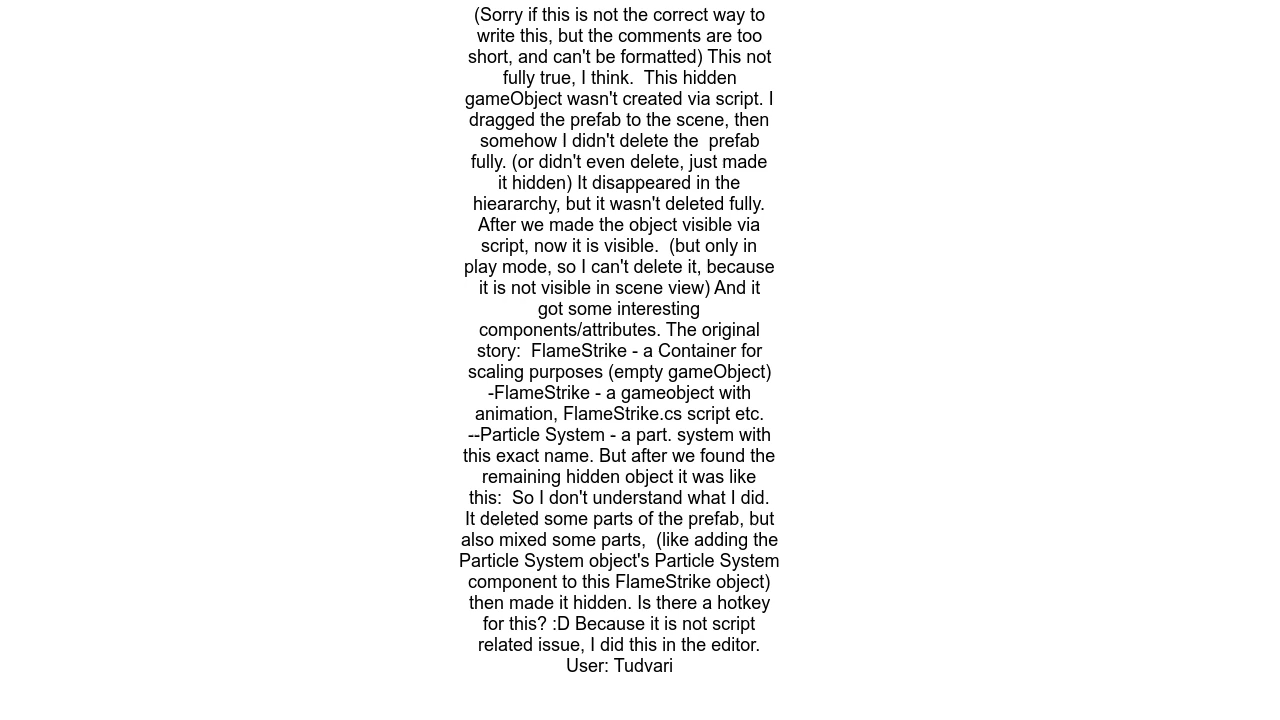 (Sorry if this is not the correct way to
write this, but the comments are too
short, and can't be formatted) This not
fully true, I think.  This hidden
gameObject wasn't created via script. I
dragged the prefab to the scene, then
somehow I didn't delete the  prefab
fully. (or didn't even delete, just made
it hidden) It disappeared in the
hieararchy, but it wasn't deleted fully.
After we made the object visible via
script, now it is visible.  (but only in
play mode, so I can't delete it, because
it is not visible in scene view) And it
got some interesting
components/attributes. The original
story:  FlameStrike - a Container for
scaling purposes (empty gameObject)
-FlameStrike - a gameobject with
animation, FlameStrike.cs script etc.
--Particle System - a part. system with
this exact name. But after we found the
remaining hidden object it was like
this:  So I don't understand what I did.
It deleted some parts of the prefab, but
also mixed some parts,  (like adding the
Particle System object's Particle System
component to this FlameStrike object)
then made it hidden. Is there a hotkey
for this? :D Because it is not script
related issue, I did this in the editor.
User: Tudvari